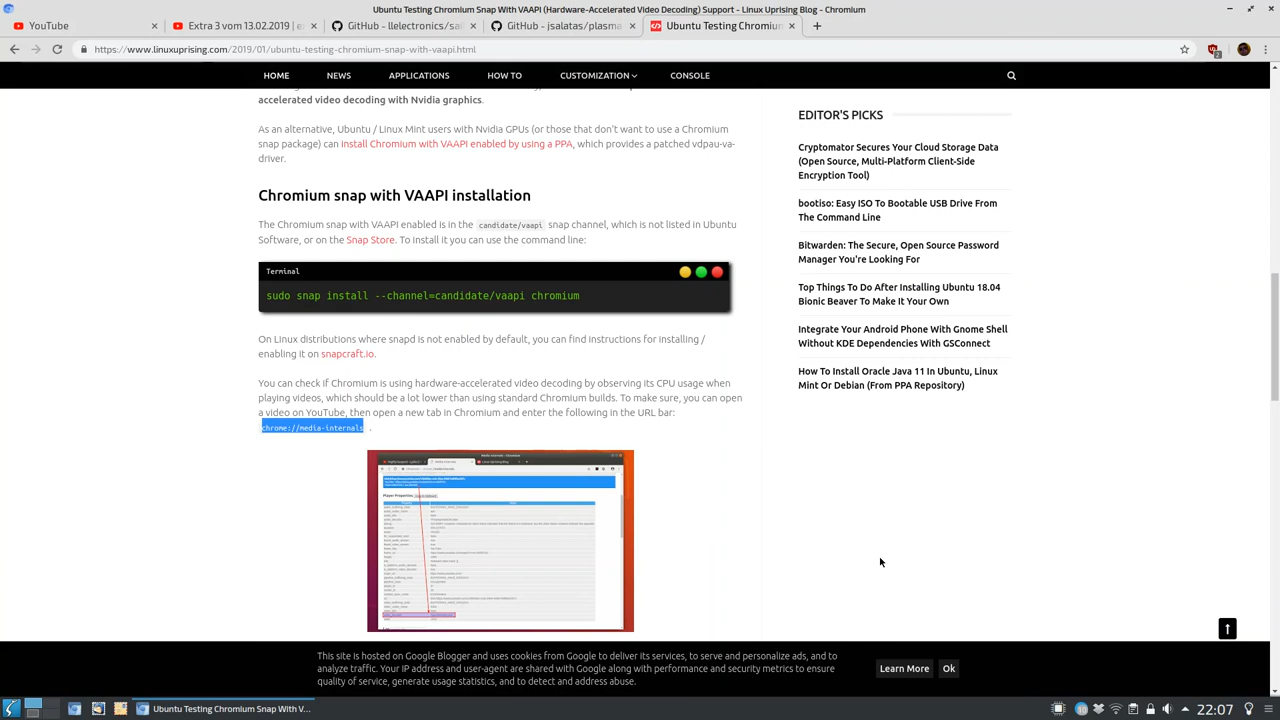 Ubuntu Testing Chromium Snap With VAAPI (Hardware-Accelerated Video Decoding) Support - Linux Uprising Blog - Chromium
YouTube
Extra 3 vom 13.02.2019 | e
GitHub - llelectronics/sai
GitHub - jsalatas/plasma
Ubuntu Testing Chromium
https://www.linuxuprising.com/2019/01/ubuntu-testing-chromium-snap-with-vaapi.html
2
HOME
NEWS
APPLICATIONS
HOW TO
CUSTOMIZATION
CONSOLE
accelerated video decoding with Nvidia graphics.
As an alternative, Ubuntu / Linux Mint users with Nvidia GPUs (or those that don't want to use a Chromium
snap package) can install Chromium with VAAPI enabled by using a PPA, which provides a patched vdpau-va-
driver.
Chromium snap with VAAPI installation
The Chromium snap with VAAPI enabled is in the candidate/vaapi snap channel, which is not listed in Ubuntu
Software, or on the Snap Store. To install it you can use the command line:
Terminal
sudo snap install --channel=candidate/vaapi chromium
On Linux distributions where snapd is not enabled by default, you can find instructions for installing /
enabling it on snapcraft.io.
You can check if Chromium is using hardware-accelerated video decoding by observing its CPU usage when
playing videos, which should be a lot lower than using standard Chromium builds. To make sure, you can open
a video on YouTube, then open a new tab in Chromium and enter the following in the URL bar:
chrome://media-internals .
EDITOR'S PICKS
Cryptomator Secures Your Cloud Storage Data
(Open Source, Multi-Platform Client-Side
Encryption Tool)
bootiso: Easy ISO To Bootable USB Drive From
The Command Line
Bitwarden: The Secure, Open Source Password
Manager You're Looking For
Top Things To Do After Installing Ubuntu 18.04
Bionic Beaver To Make It Your Own
Integrate Your Android Phone With Gnome Shell
Without KDE Dependencies With GSConnect
How To Install Oracle Java 11 In Ubuntu, Linux
Mint Or Debian (From PPA Repository)
This site is hosted on Google Blogger and uses cookies from Google to deliver its services, to serve and personalize ads, and to
analyze traffic. Your IP address and user-agent are shared with Google along with performance and security metrics to ensure
quality of service, generate usage statistics, and to detect and address abuse.
Learn More
Ok
Ubuntu Testing Chromium Snap With V...
22:07